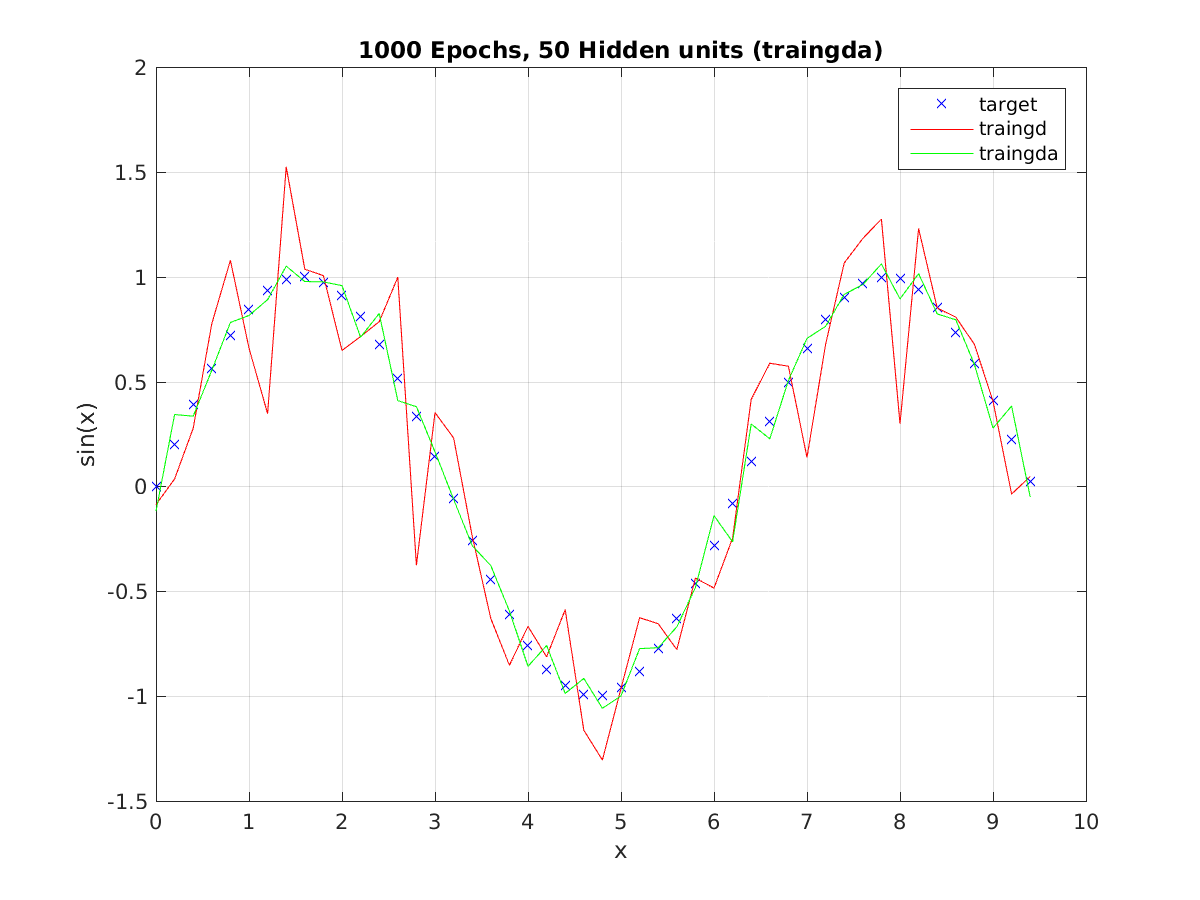 1000 Epochs, 50 Hidden units (traingda)
2
1.5
1
0.5
0
-0.5
-1
-1.5
sin(x)
target
traingd
traingda
0 1 2 3 4 5 6 7 8 9 10
x